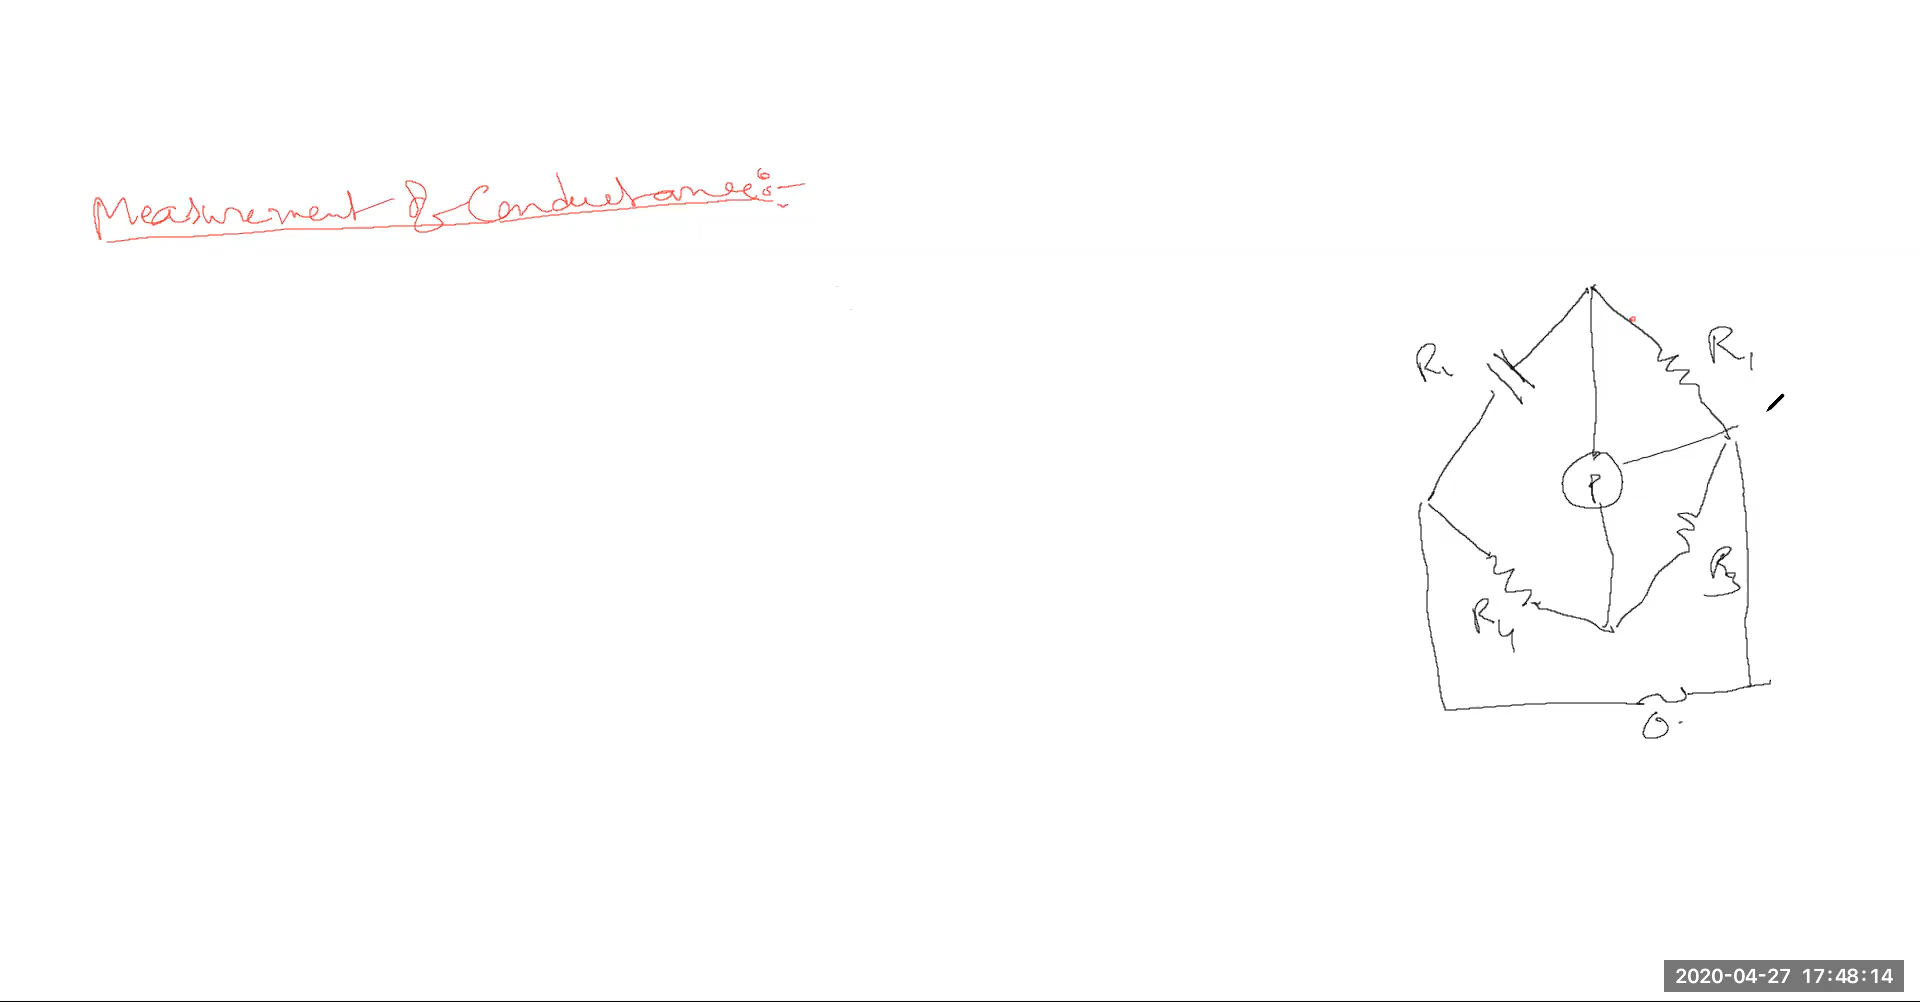 Measurement of Conductance:-
R1
R1
P
R3
R4
O
2020-04-27 17:48:14